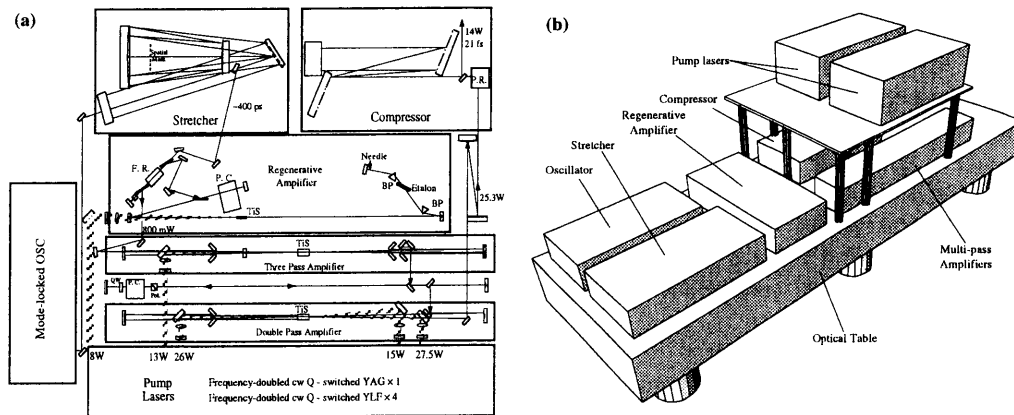 (a)
14W
21 fs
Spatial
Mask
P. R.
~400 ps
Stretcher
Compressor
F. R.
P. C.
Regenerative
Amplifier
Needle
BP
Etalon
BP
TiS
25.3W
800 mW
TiS
Three Pass Amplifier
Mode-locked OSC
QW
P. C.
Pol.
TiS
Double Pass Amplifier
8W
13W
26W
15W
27.5W
Pump
Lasers
Frequency-doubled cw Q - switched YAG × 1
Frequency-doubled cw Q - switched YLF × 4
(b)
Pump lasers
Compressor
Regenerative
Amplifier
Stretcher
Oscillator
Multi-pass
Amplifiers
Optical Table